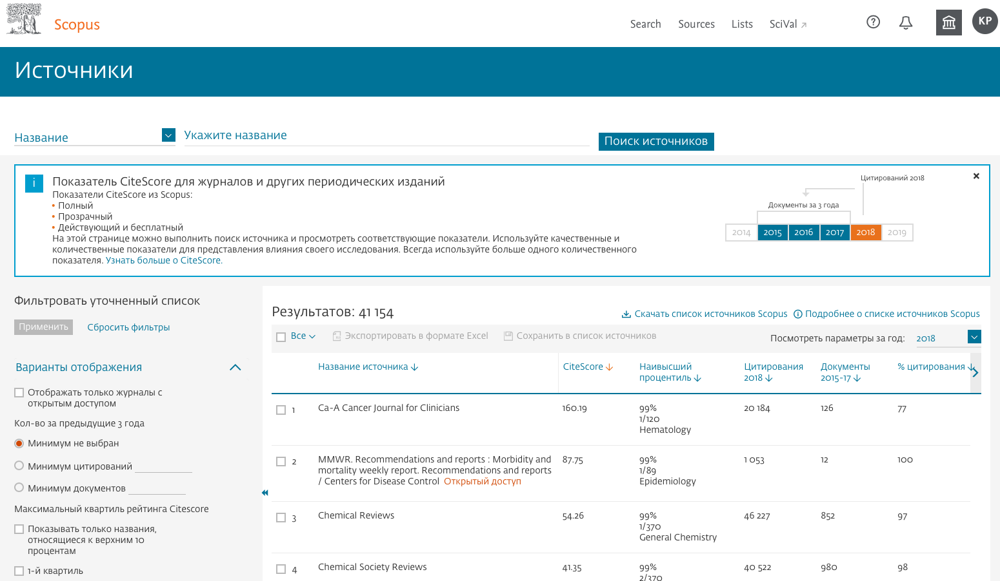 Scopus
Search Sources Lists SciVal ↗
KP
Источники
Название
Укажите название
Поиск источников
i
Показатель CiteScore для журналов и других периодических изданий
Показатели CiteScore из Scopus:
• Полный
• Прозрачный
• Действующий и бесплатный
На этой странице можно выполнить поиск источника и просмотреть соответствующие показатели. Используйте качественные и
количественные показатели для представления влияния своего исследования. Всегда используйте больше одного количественного
показателя. Узнать больше о CiteScore.
Цитирований 2018
Документы за 3 года
2014 2015 2016 2017 2018 2019
Фильтровать уточненный список
Применить Сбросить фильтры
Варианты отображения
Отображать только журналы с
открытым доступом
Кол-во за предыдущие 3 года
Минимум не выбран
Минимум цитирований
Минимум документов
Максимальный квартиль рейтинга Citescore
Показывать только названия,
относящиеся к верхним 10
процентам
1-й квартиль
Результатов: 41 154
Скачать список источников Scopus Подробнее о списке источников Scopus
Все Экспортировать в формате Excel Сохранить в список источников
Посмотреть параметры за год: 2018
Название источника CiteScore Наивысший Цитирования Документы % цитирования
процентиль 2018 2015-17
1 Ca-A Cancer Journal for Clinicians 160.19 99% 20 184 126 77
1/120
Hematology
2 MMWR. Recommendations and reports : Morbidity and 87.75 99% 1 053 12 100
mortality weekly report. Recommendations and reports 1/89
/ Centers for Disease Control Открытый доступ Epidemiology
3 Chemical Reviews 54.26 99% 46 227 852 97
1/370
General Chemistry
4 Chemical Society Reviews 41.35 99% 40 522 980 98
2/370